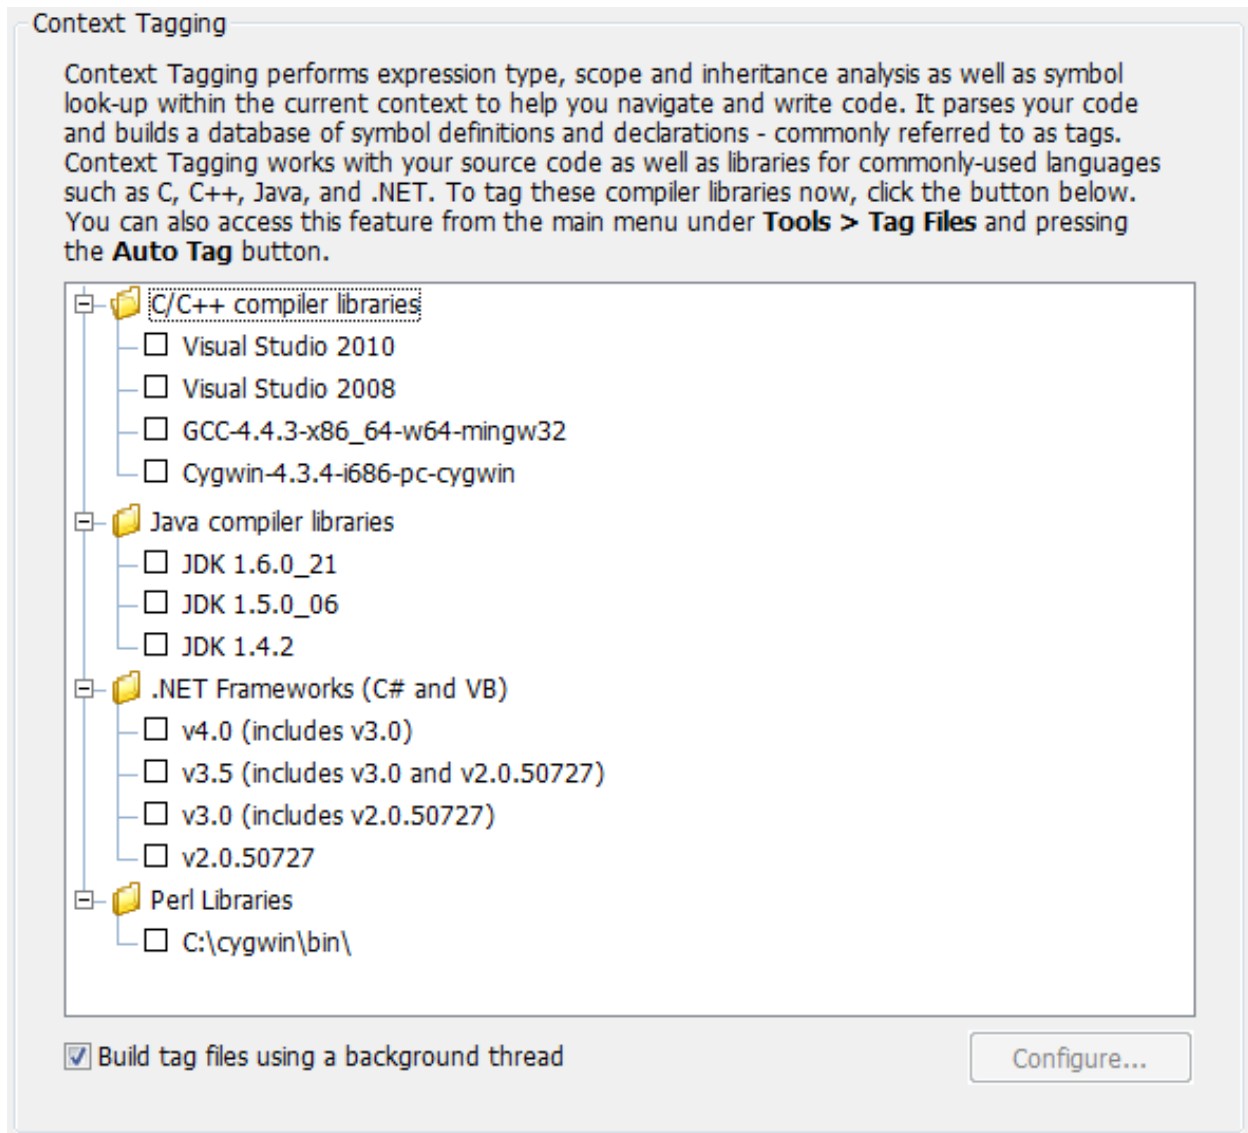 Context Tagging
Context Tagging performs expression type, scope and inheritance analysis as well as symbol
look-up within the current context to help you navigate and write code. It parses your code
and builds a database of symbol definitions and declarations - commonly referred to as tags.
Context Tagging works with your source code as well as libraries for commonly-used languages
such as C, C++, Java, and .NET. To tag these compiler libraries now, click the button below.
You can also access this feature from the main menu under Tools > Tag Files and pressing
the Auto Tag button.
C/C++ compiler libraries
Visual Studio 2010
Visual Studio 2008
GCC-4.4.3-x86_64-w64-mingw32
Cygwin-4.3.4-i686-pc-cygwin
Java compiler libraries
JDK 1.6.0_21
JDK 1.5.0_06
JDK 1.4.2
.NET Frameworks (C# and VB)
v4.0 (includes v3.0)
v3.5 (includes v3.0 and v2.0.50727)
v3.0 (includes v2.0.50727)
v2.0.50727
Perl Libraries
C:\cygwin\bin\
Build tag files using a background thread
Configure...